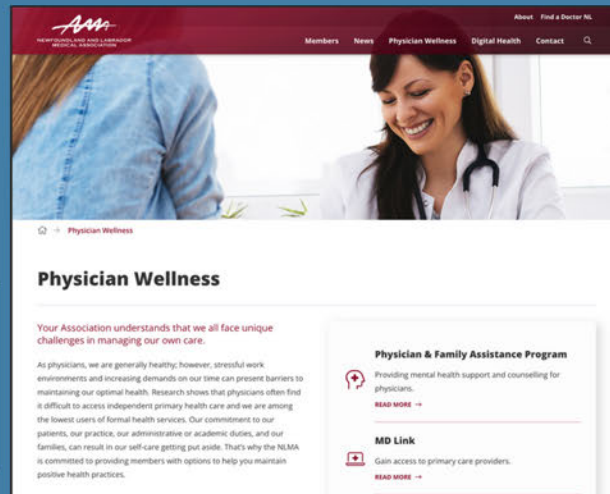 About Find a Doctor NL
NEWFOUNDLAND AND LABRADOR
MEDICAL ASSOCIATION
Members News Physician Wellness Digital Health Contact
Physician Wellness
Physician Wellness
Your Association understands that we all face unique
challenges in managing our own care.
As physicians, we are generally healthy; however, stressful work
environments and increasing demands on our time can present barriers to
maintaining our optimal health. Research shows that physicians often find
it difficult to access independent primary health care and we are among
the lowest users of formal health services. Our commitment to our
patients, our practice, our administrative or academic duties, and our
families, can result in our self-care getting put aside. That's why the NLMA
is committed to providing members with options to help you maintain
positive health practices.
Physician & Family Assistance Program
Providing mental health support and counselling for
physicians.
READ MORE →
MD Link
Gain access to primary care providers.
READ MORE →